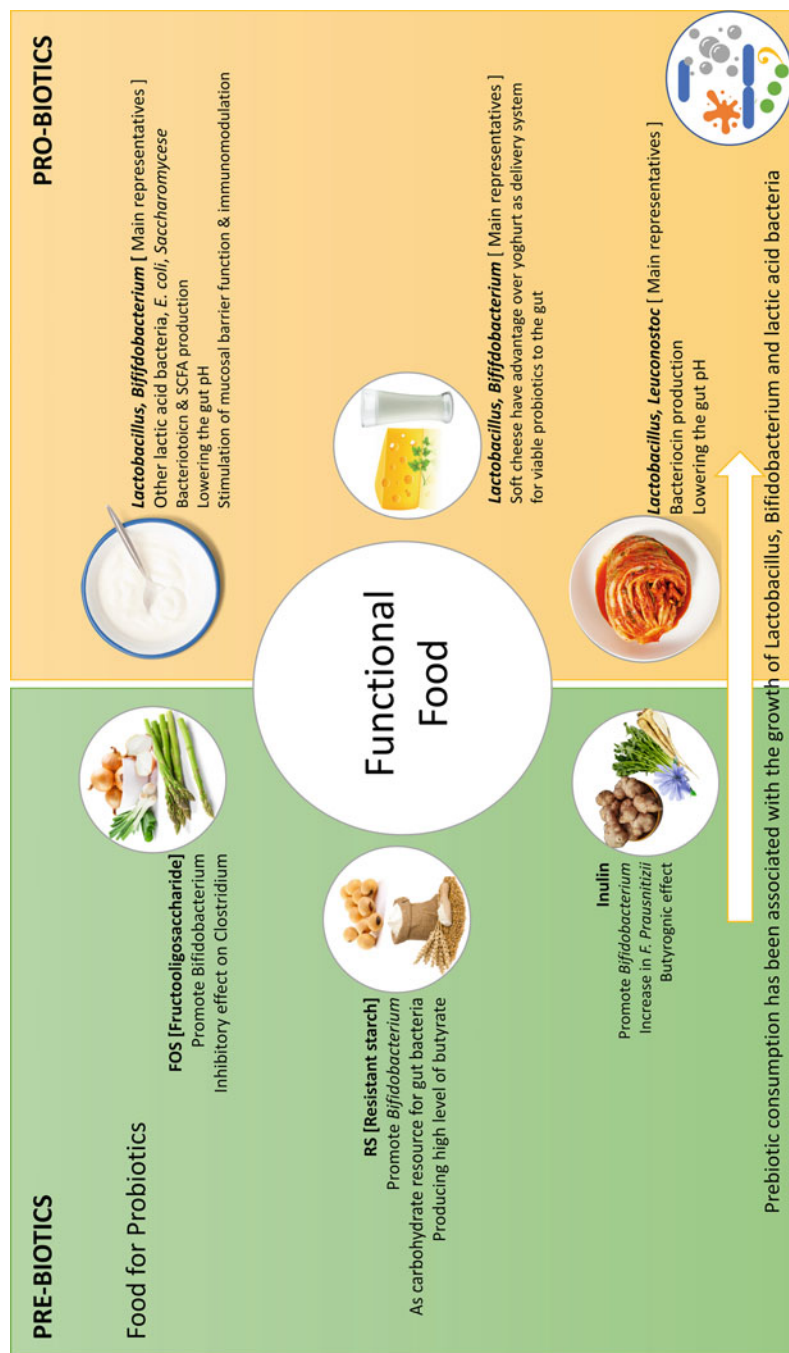 PRE-BIOTICS
Food for Probiotics
FOS [Fructooligosaccharide]
Promote Bifidobacterium
Inhibitory effect on Clostridium
RS [Resistant starch]
Promote Bifidobacterium
As carbohydrate resource for gut bacteria
Producing high level of butyrate
Inulin
Promote Bifidobacterium
Increase in F. Prausnitizii
Butyrognic effect
Functional
Food
PRO-BIOTICS
Lactobacillus, Bififdobacterium [ Main representatives ]
Other lactic acid bacteria, E. coli, Saccharomycese
Bacteriotoicn & SCFA production
Lowering the gut pH
Stimulation of mucosal barrier function & immunomodulation
Lactobacillus, Bififdobacterium [ Main representatives ]
Soft cheese have advantage over yoghurt as delivery system
for viable probiotics to the gut
Lactobacillus, Leuconostoc [ Main representatives ]
Bacteriocin production
Lowering the gut pH
Prebiotic consumption has been associated with the growth of Lactobacillus, Bifidobacterium and lactic acid bacteria